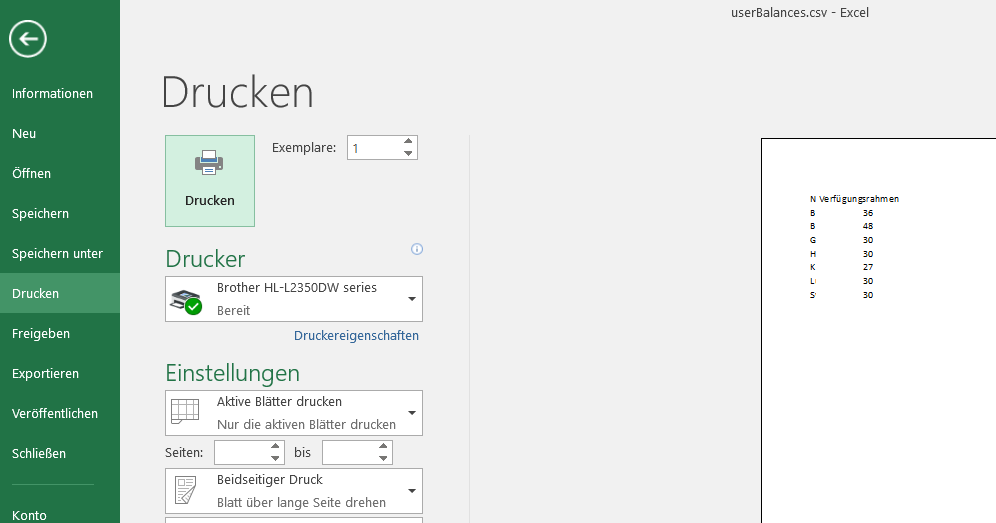 userBalances.csv - Excel
Informationen
Neu
Öffnen
Speichern
Speichern unter
Drucken
Freigeben
Exportieren
Veröffentlichen
Schließen
Konto
Drucken
Drucken
Exemplare: 1
Drucker
Brother HL-L2350DW series
Bereit
Druckereigenschaften
Einstellungen
Aktive Blätter drucken
Nur die aktiven Blätter drucken
Seiten: bis
Beidseitiger Druck
Blatt über lange Seite drehen
N Verfügungsrahmen
B 36
B 48
G 30
H 30
K 27
L 30
S 30